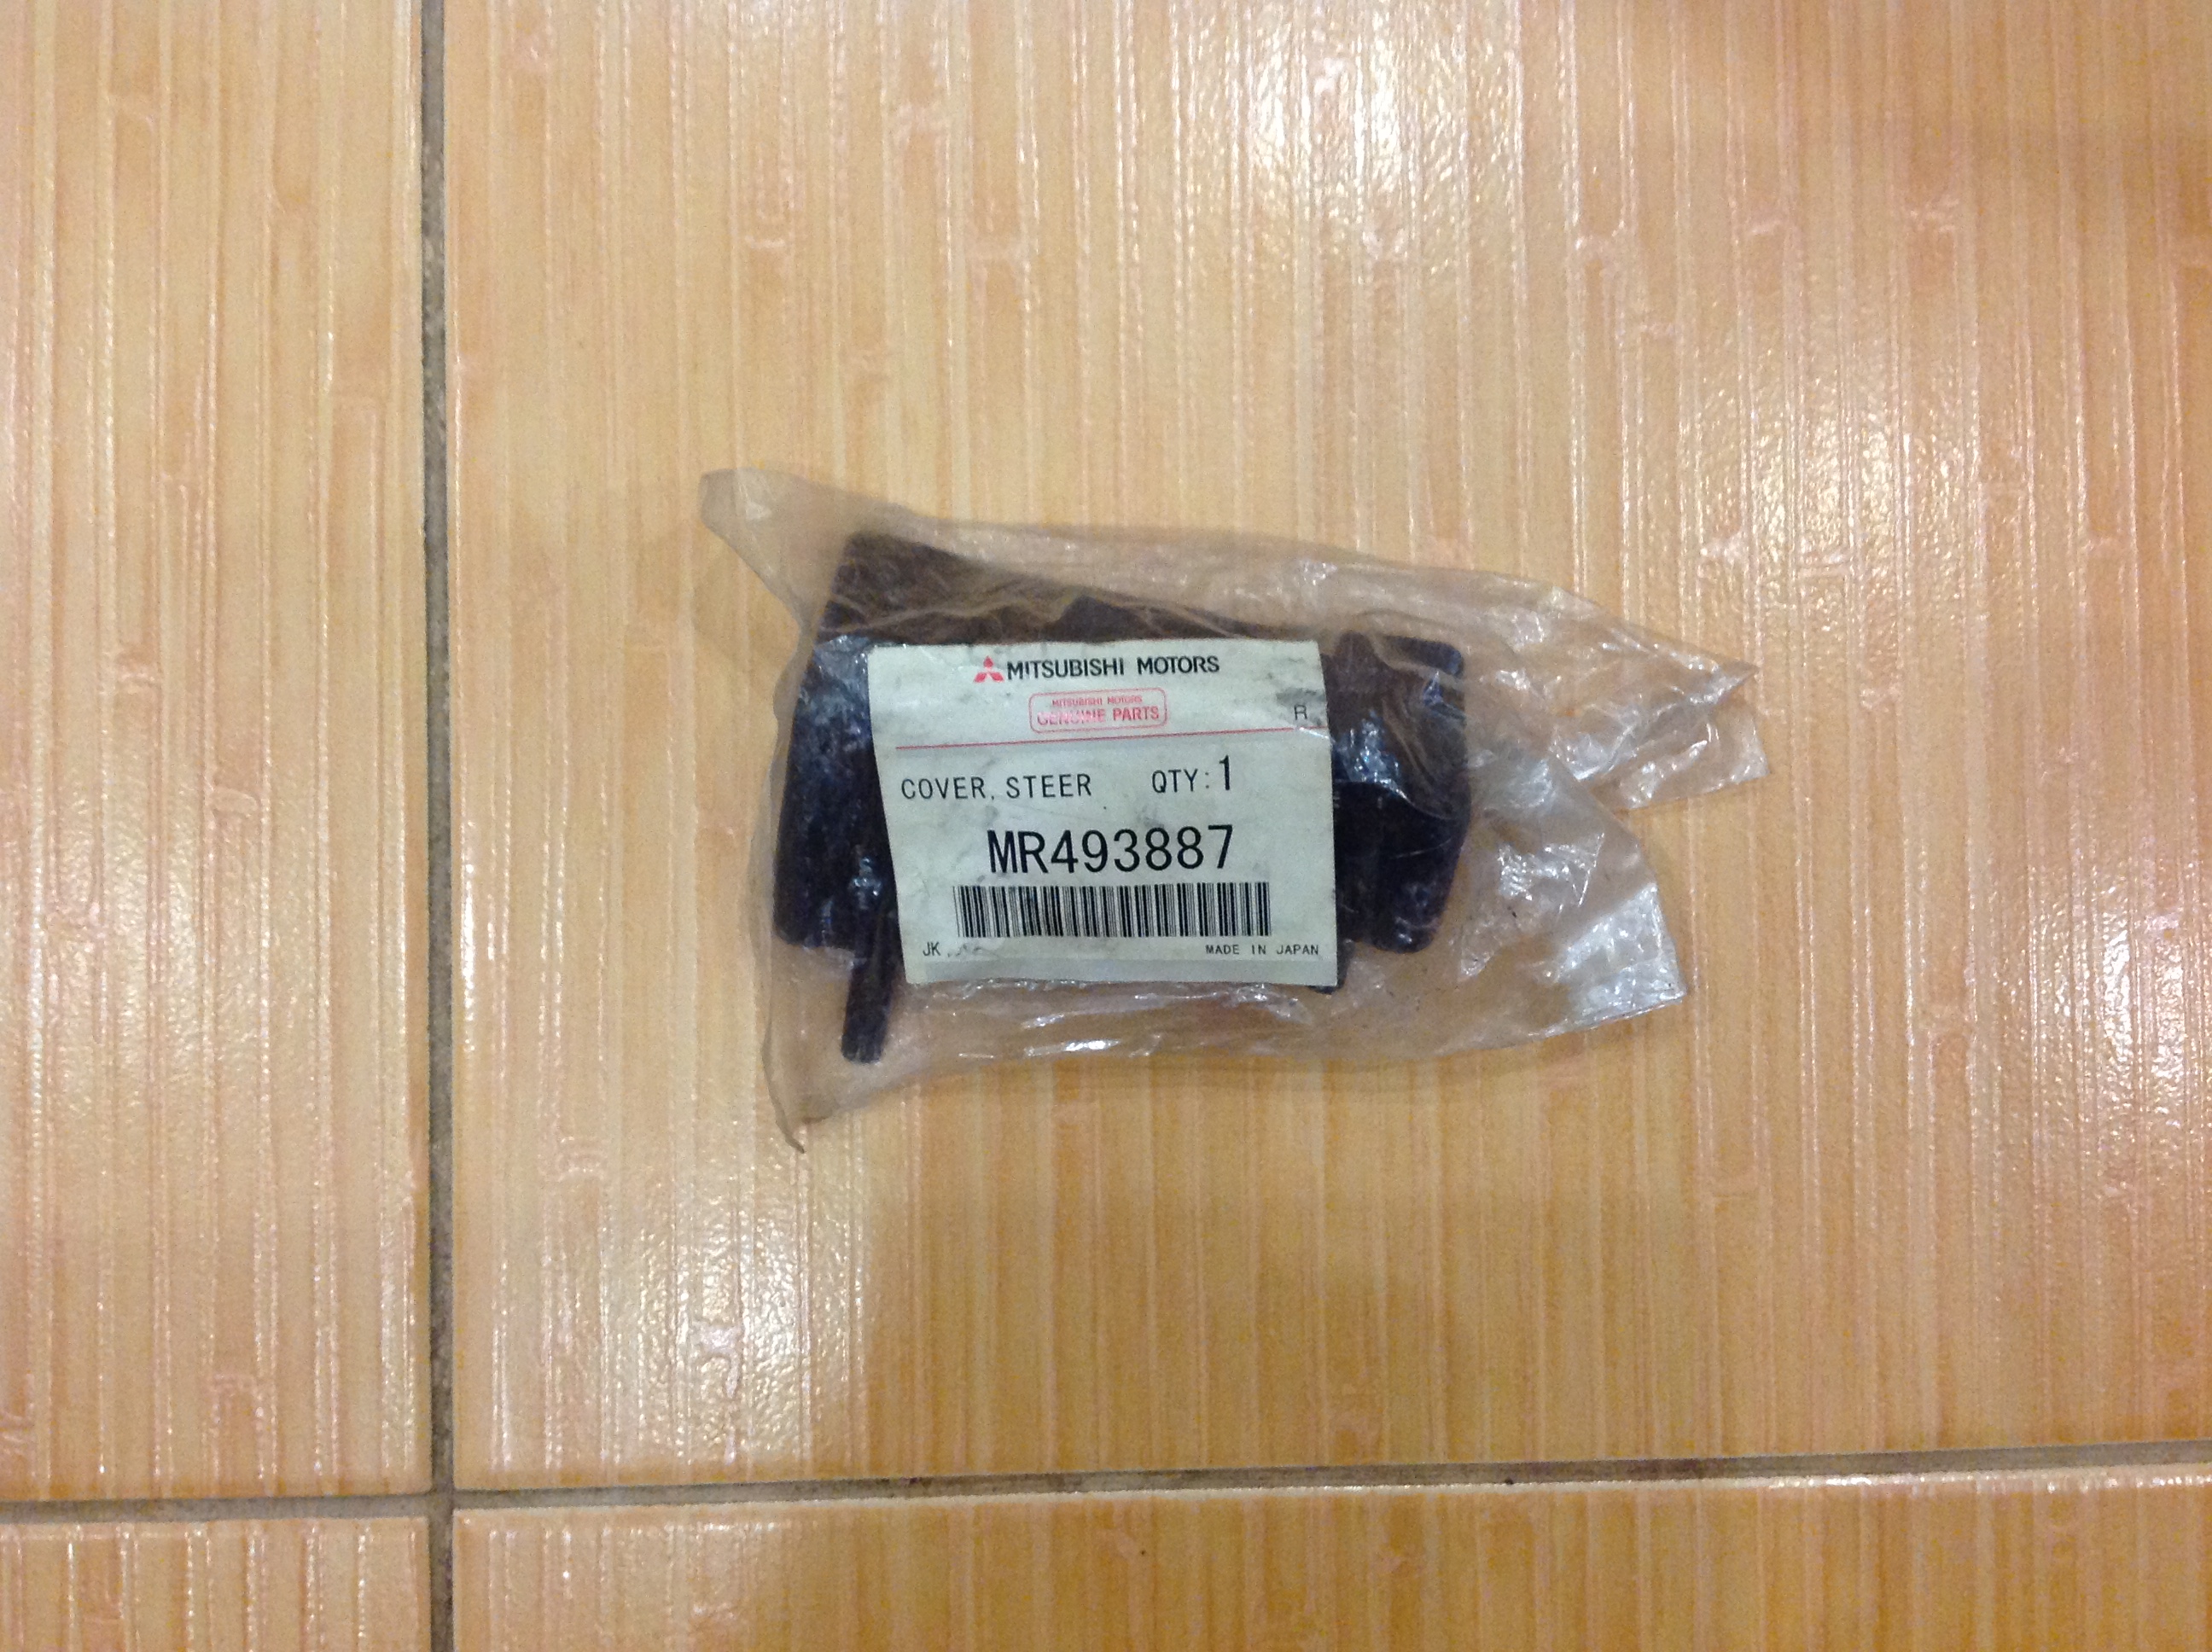 MITSUBISHI MOTORS
MITSUBISHI MOTORS
GENUINE PARTS
R
COVER, STEER QTY:1
MR493887
JK MADE IN JAPAN